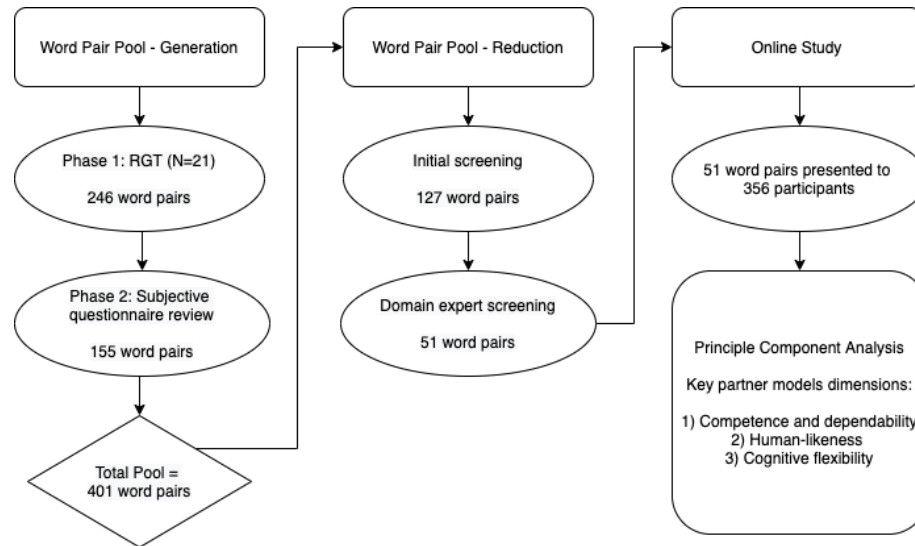 Word Pair Pool - Generation
Phase 1: RGT (N=21)
246 word pairs
Phase 2: Subjective
questionnaire review
155 word pairs
Total Pool =
401 word pairs
Word Pair Pool - Reduction
Initial screening
127 word pairs
Domain expert screening
51 word pairs
Online Study
51 word pairs presented to
356 participants
Principle Component Analysis
Key partner models dimensions:
1) Competence and dependability
2) Human-likeness
3) Cognitive flexibility